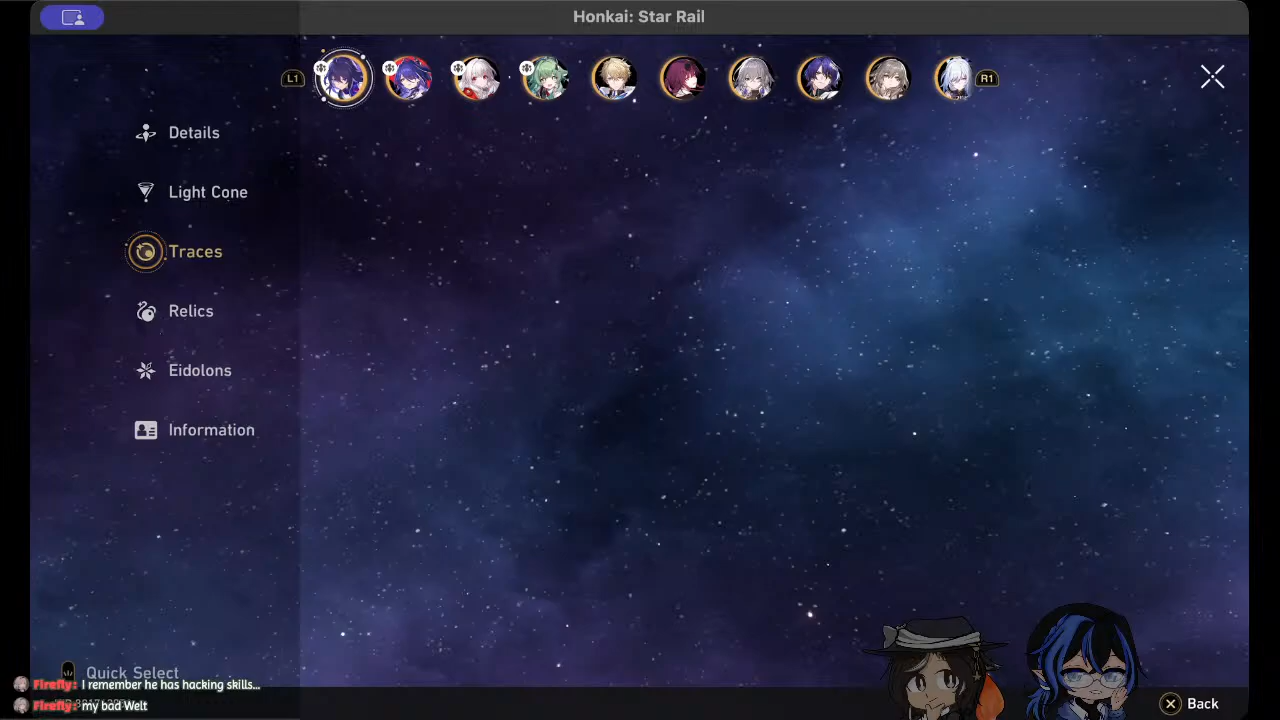 Honkai: Star Rail
L1
R1
Details
Light Cone
Traces
Relics
Eidolons
Information
Quick Select
Firefly: I remember he has hacking skills...
Firefly: my bad Welt
Back